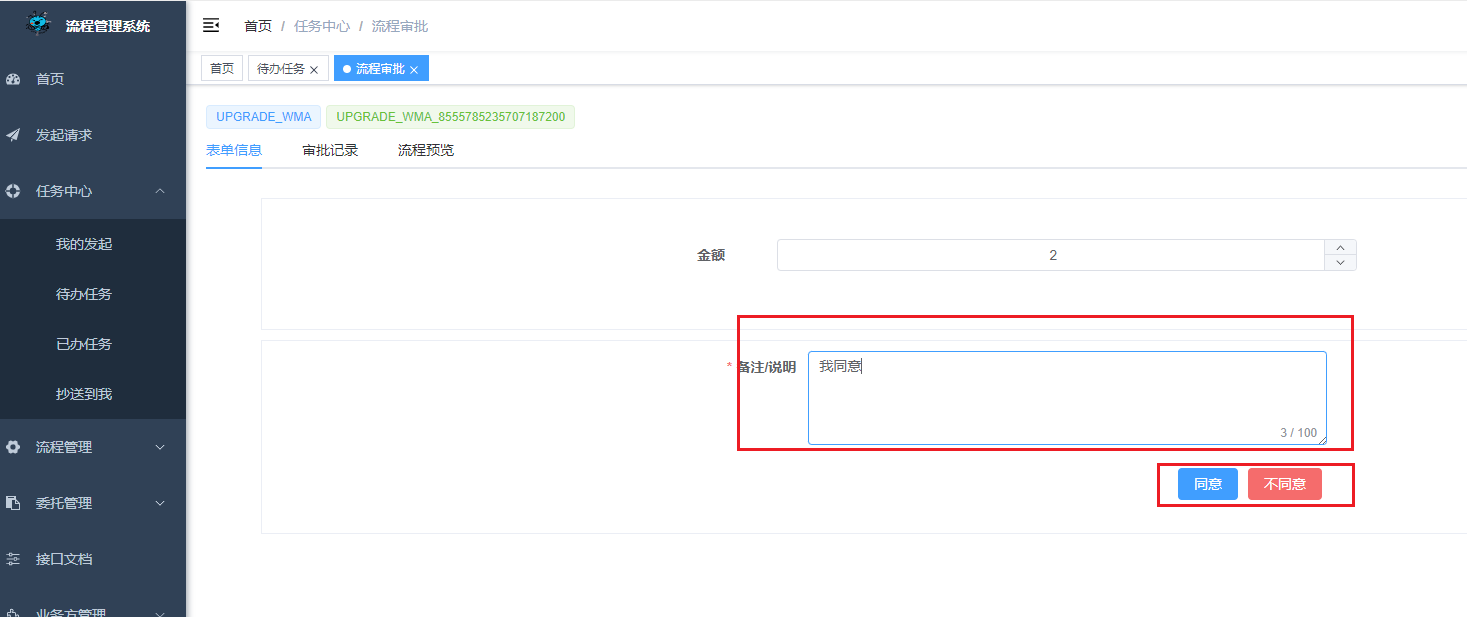 流程管理系统
首页 / 任务中心 / 流程审批
首页
待办任务 ×
流程审批 ×
首页
发起请求
任务中心
我的发起
待办任务
已办任务
抄送到我
流程管理
委托管理
接口文档
业务方管理
UPGRADE_WMA
UPGRADE_WMA_8555785235707187200
表单信息
审批记录
流程预览
金额
2
* 备注/说明
我同意
3 / 100
同意
不同意